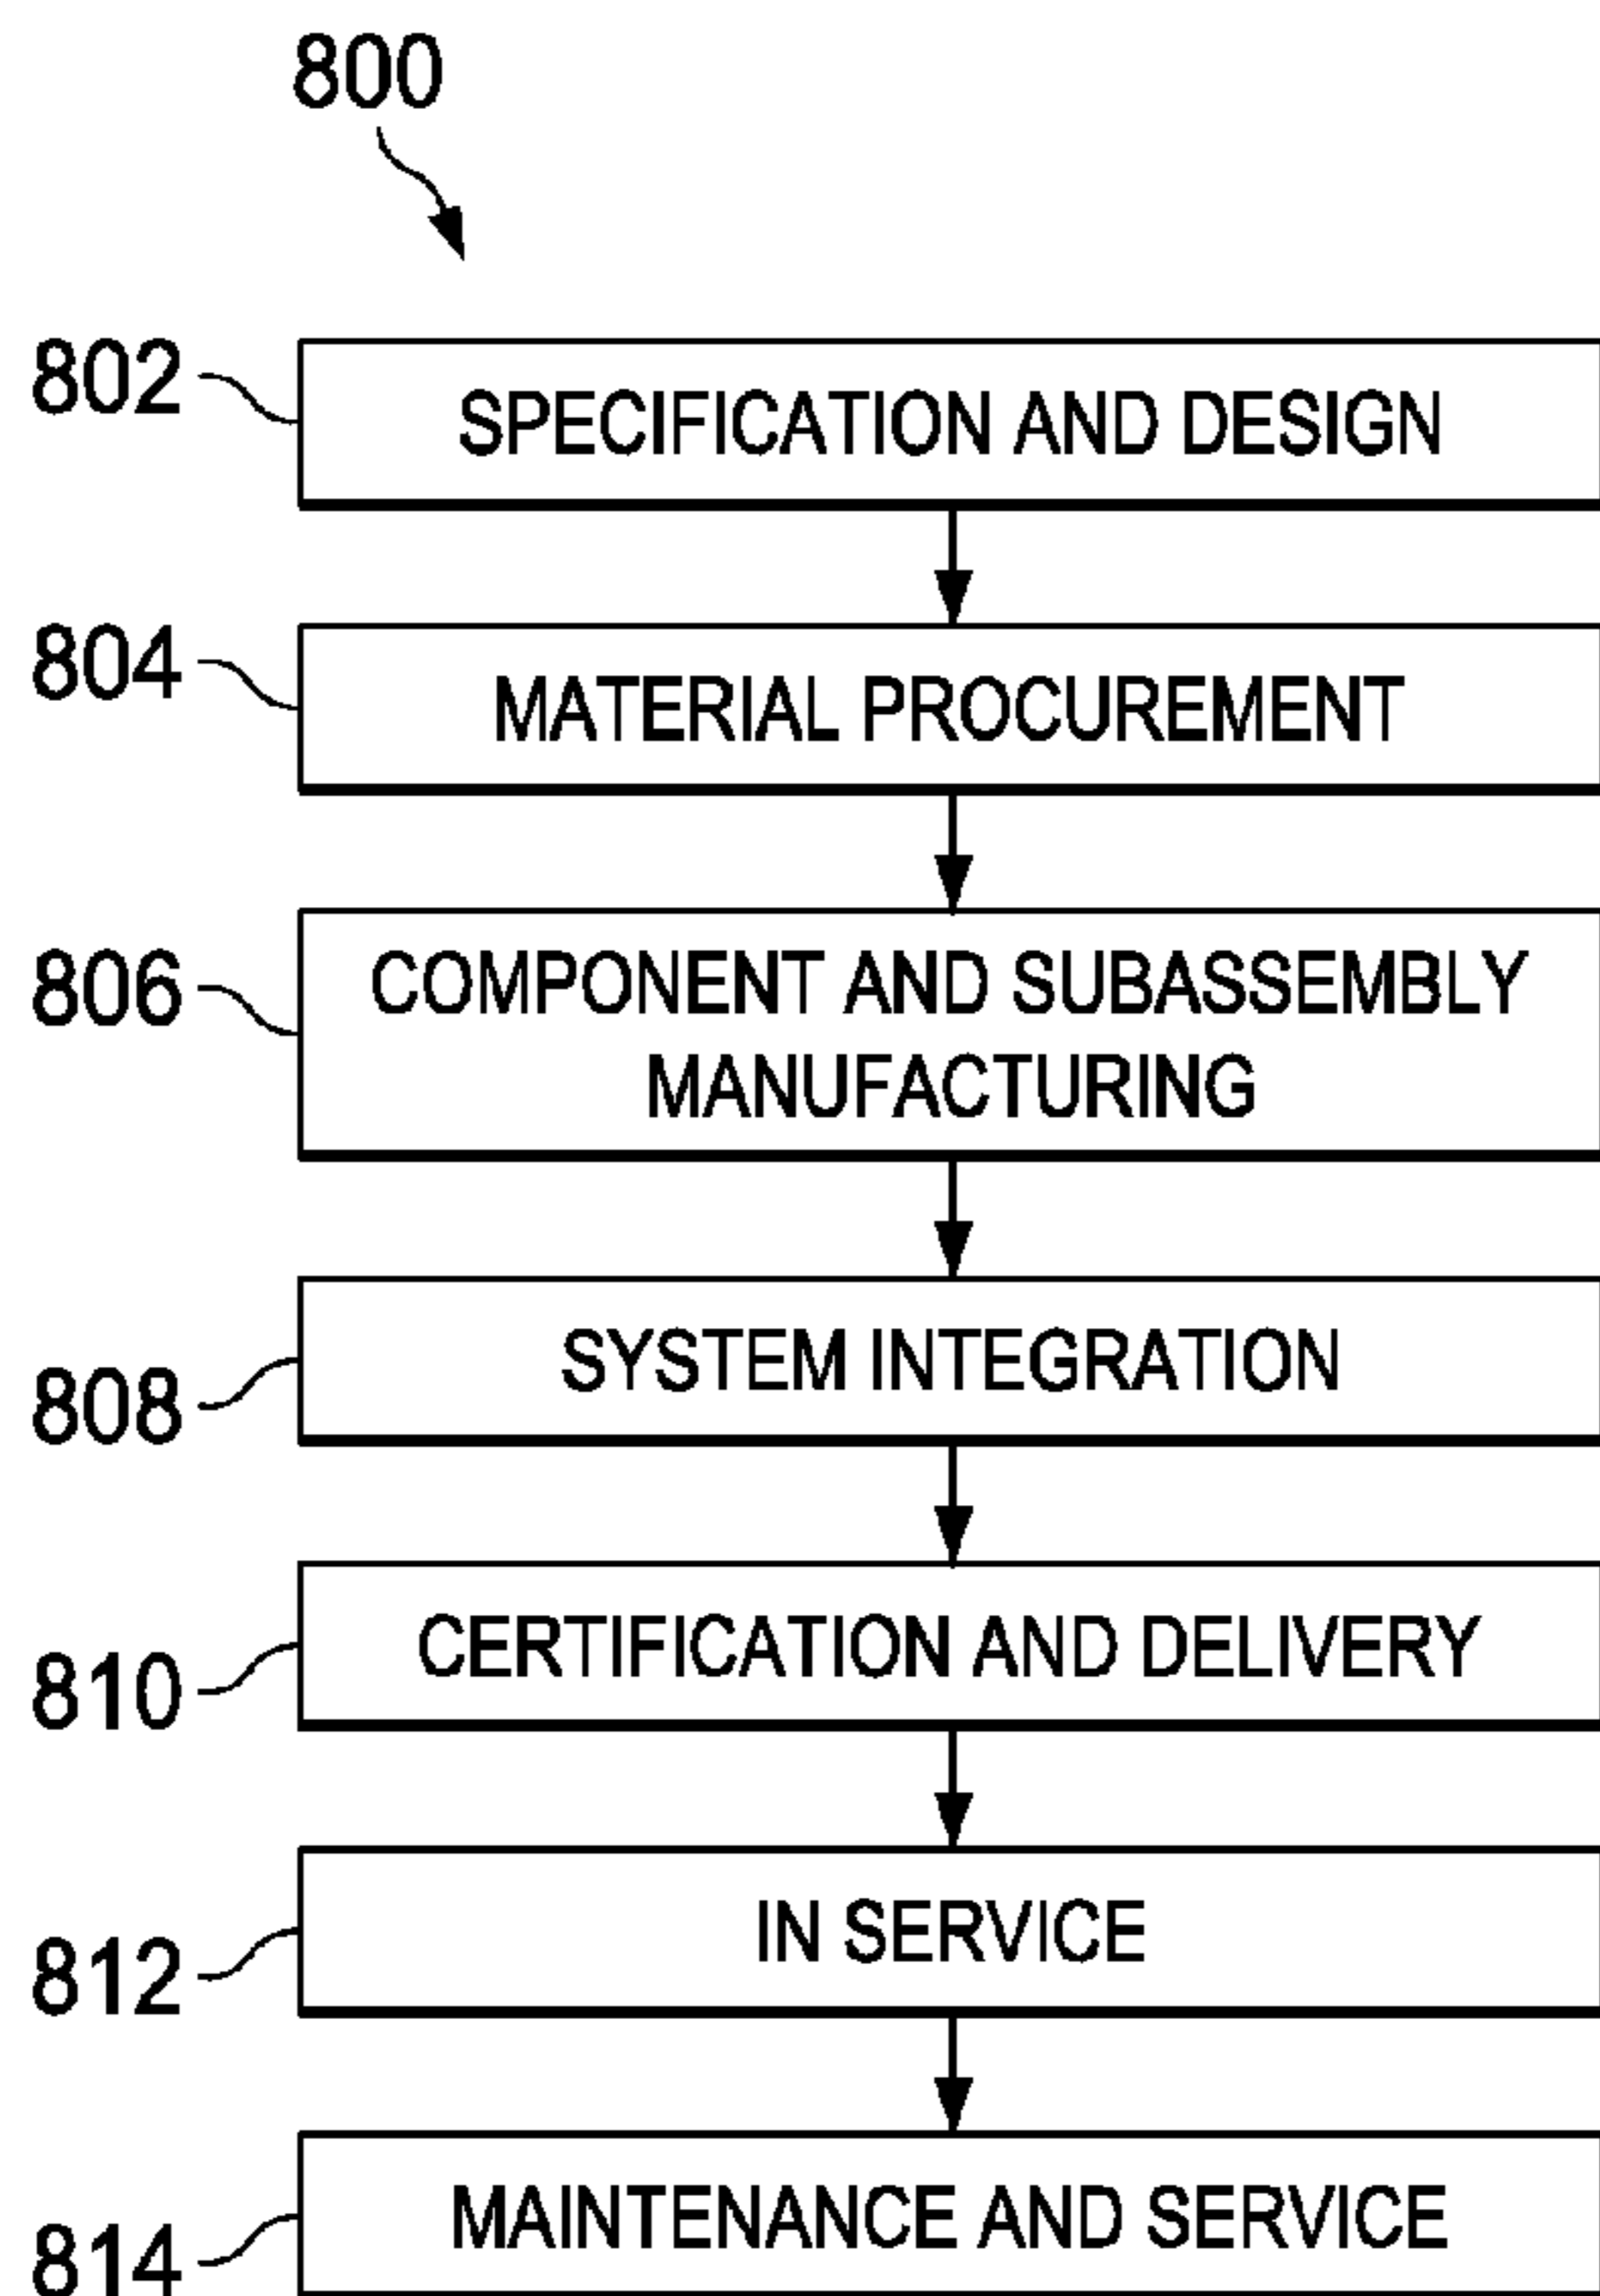 800
802 SPECIFICATION AND DESIGN
804 MATERIAL PROCUREMENT
806 COMPONENT AND SUBASSEMBLY
MANUFACTURING
808 SYSTEM INTEGRATION
810 CERTIFICATION AND DELIVERY
812 IN SERVICE
814 MAINTENANCE AND SERVICE